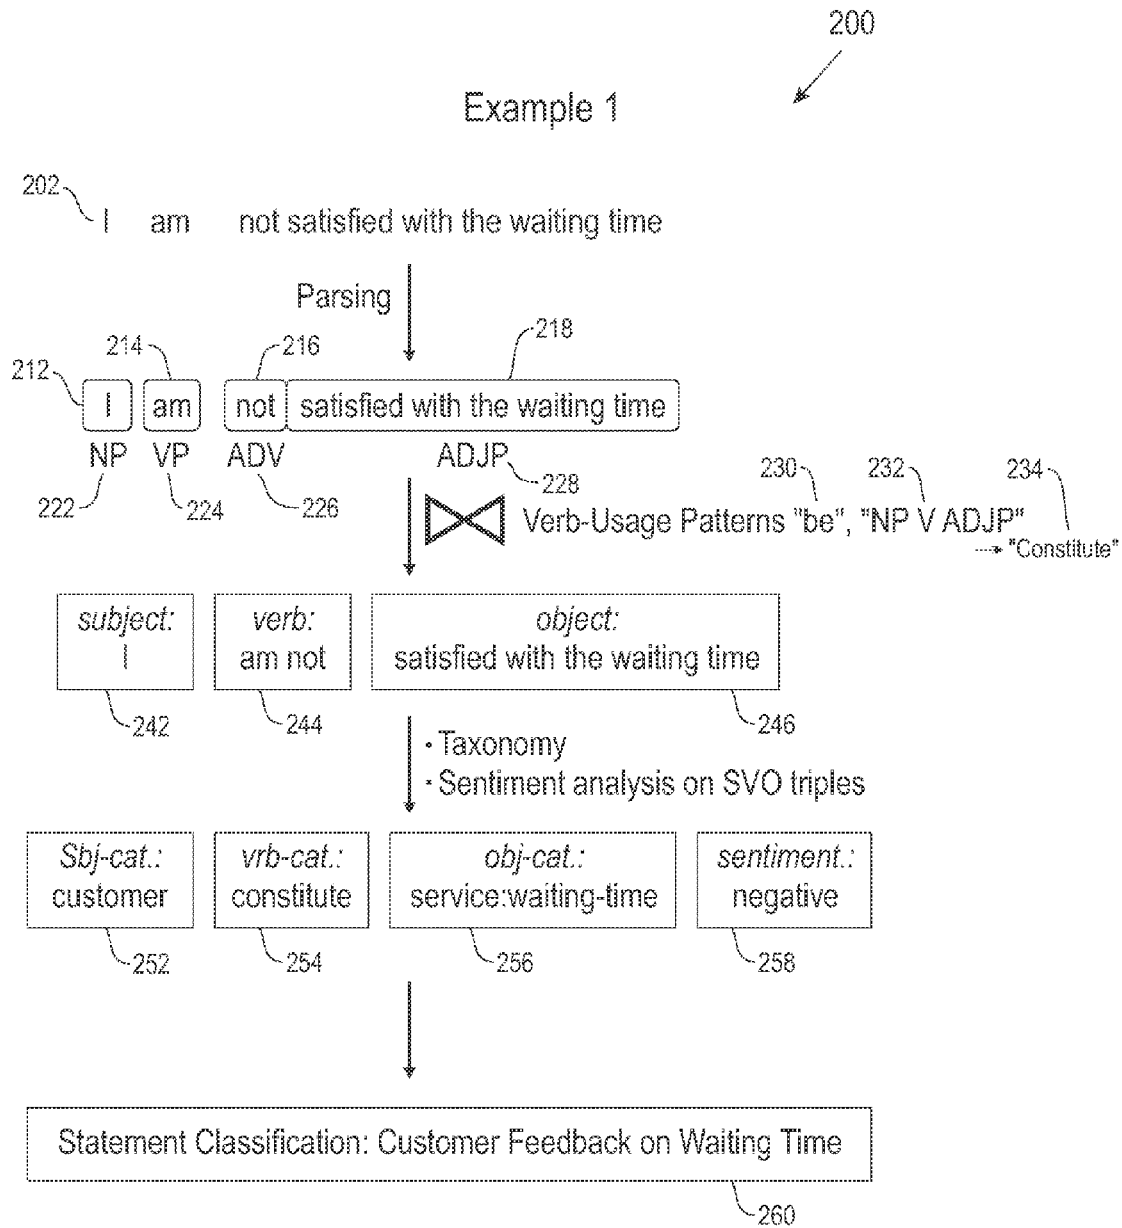 200
Example 1
202
I am not satisfied with the waiting time
Parsing
212 214 216 218
I am not satisfied with the waiting time
NP VP ADV ADJP
222 224 226 228 230 232 234
Verb-Usage Patterns "be", "NP V ADJP"
"Constitute"
subject: verb: object:
I am not satisfied with the waiting time
242 244 246
· Taxonomy
· Sentiment analysis on SVO triples
Sbj-cat.: vrb-cat.: obj-cat.: sentiment.:
customer constitute service:waiting-time negative
252 254 256 258
Statement Classification: Customer Feedback on Waiting Time
260